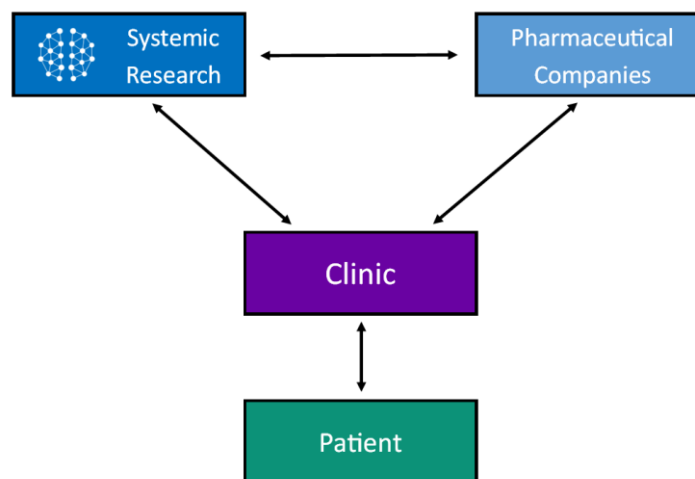 Systemic
Research
Pharmaceutical
Companies
Clinic
Patient